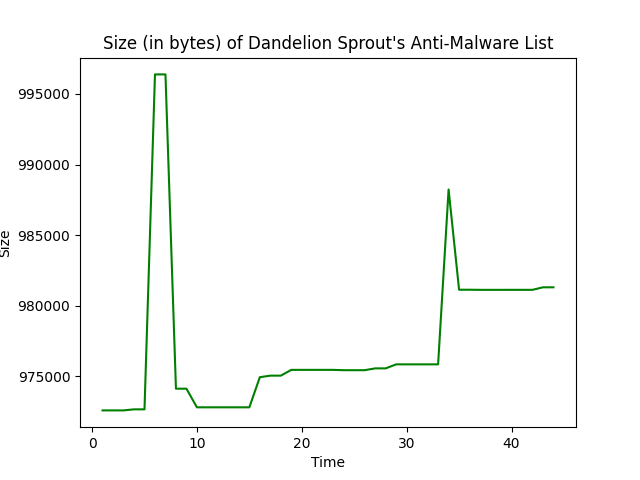 Size (in bytes) of Dandelion Sprout's Anti-Malware List
995000
990000
985000
980000
975000
Size
0 10 20 30 40
Time